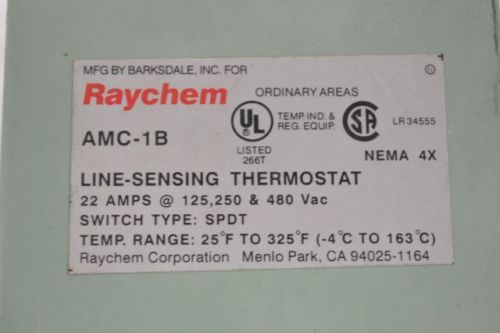 MFG BY BARKSDALE, INC. FOR
Raychem
ORDINARY AREAS
UL
LISTED
266T
TEMP. IND. &
REG. EQUIP.
SA
LR 34555
AMC-1B
NEMA 4X
LINE-SENSING THERMOSTAT
22 AMPS @ 125,250 & 480 Vac
SWITCH TYPE: SPDT
TEMP. RANGE: 25°F TO 325°F (-4°C TO 163°C)
Raychem Corporation Menlo Park, CA 94025-1164